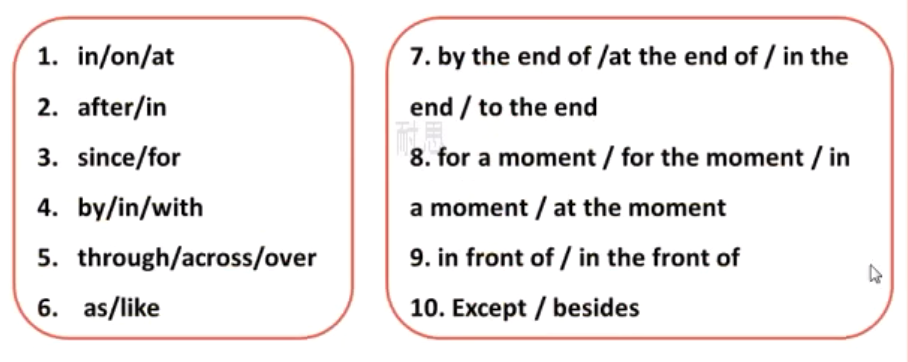 1. in/on/at
2. after/in
3. since/for
4. by/in/with
5. through/across/over
6. as/like
7. by the end of /at the end of / in the
end / to the end
耐思
8. for a moment / for the moment / in
a moment / at the moment
9. in front of / in the front of
10. Except / besides